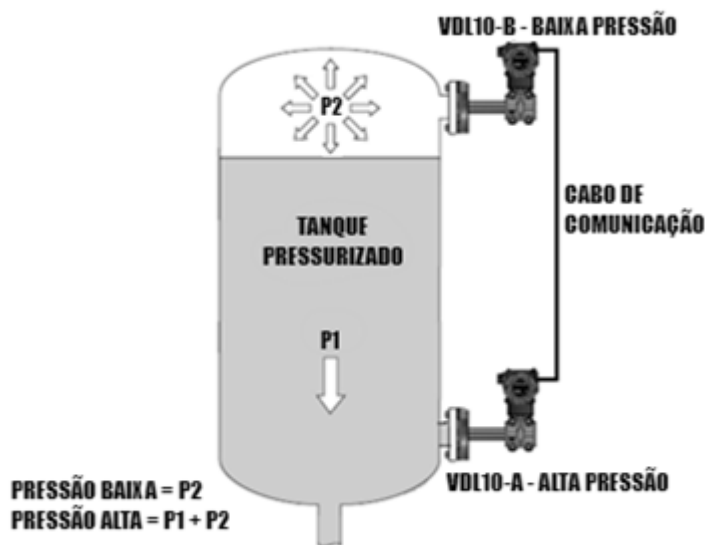 VDL10-B - BAIXA PRESSÃO
P2
CABO DE
COMUNICAÇÃO
TANQUE
PRESSURIZADO
P1
VDL10-A - ALTA PRESSÃO
PRESSÃO BAIXA = P2
PRESSÃO ALTA = P1 + P2